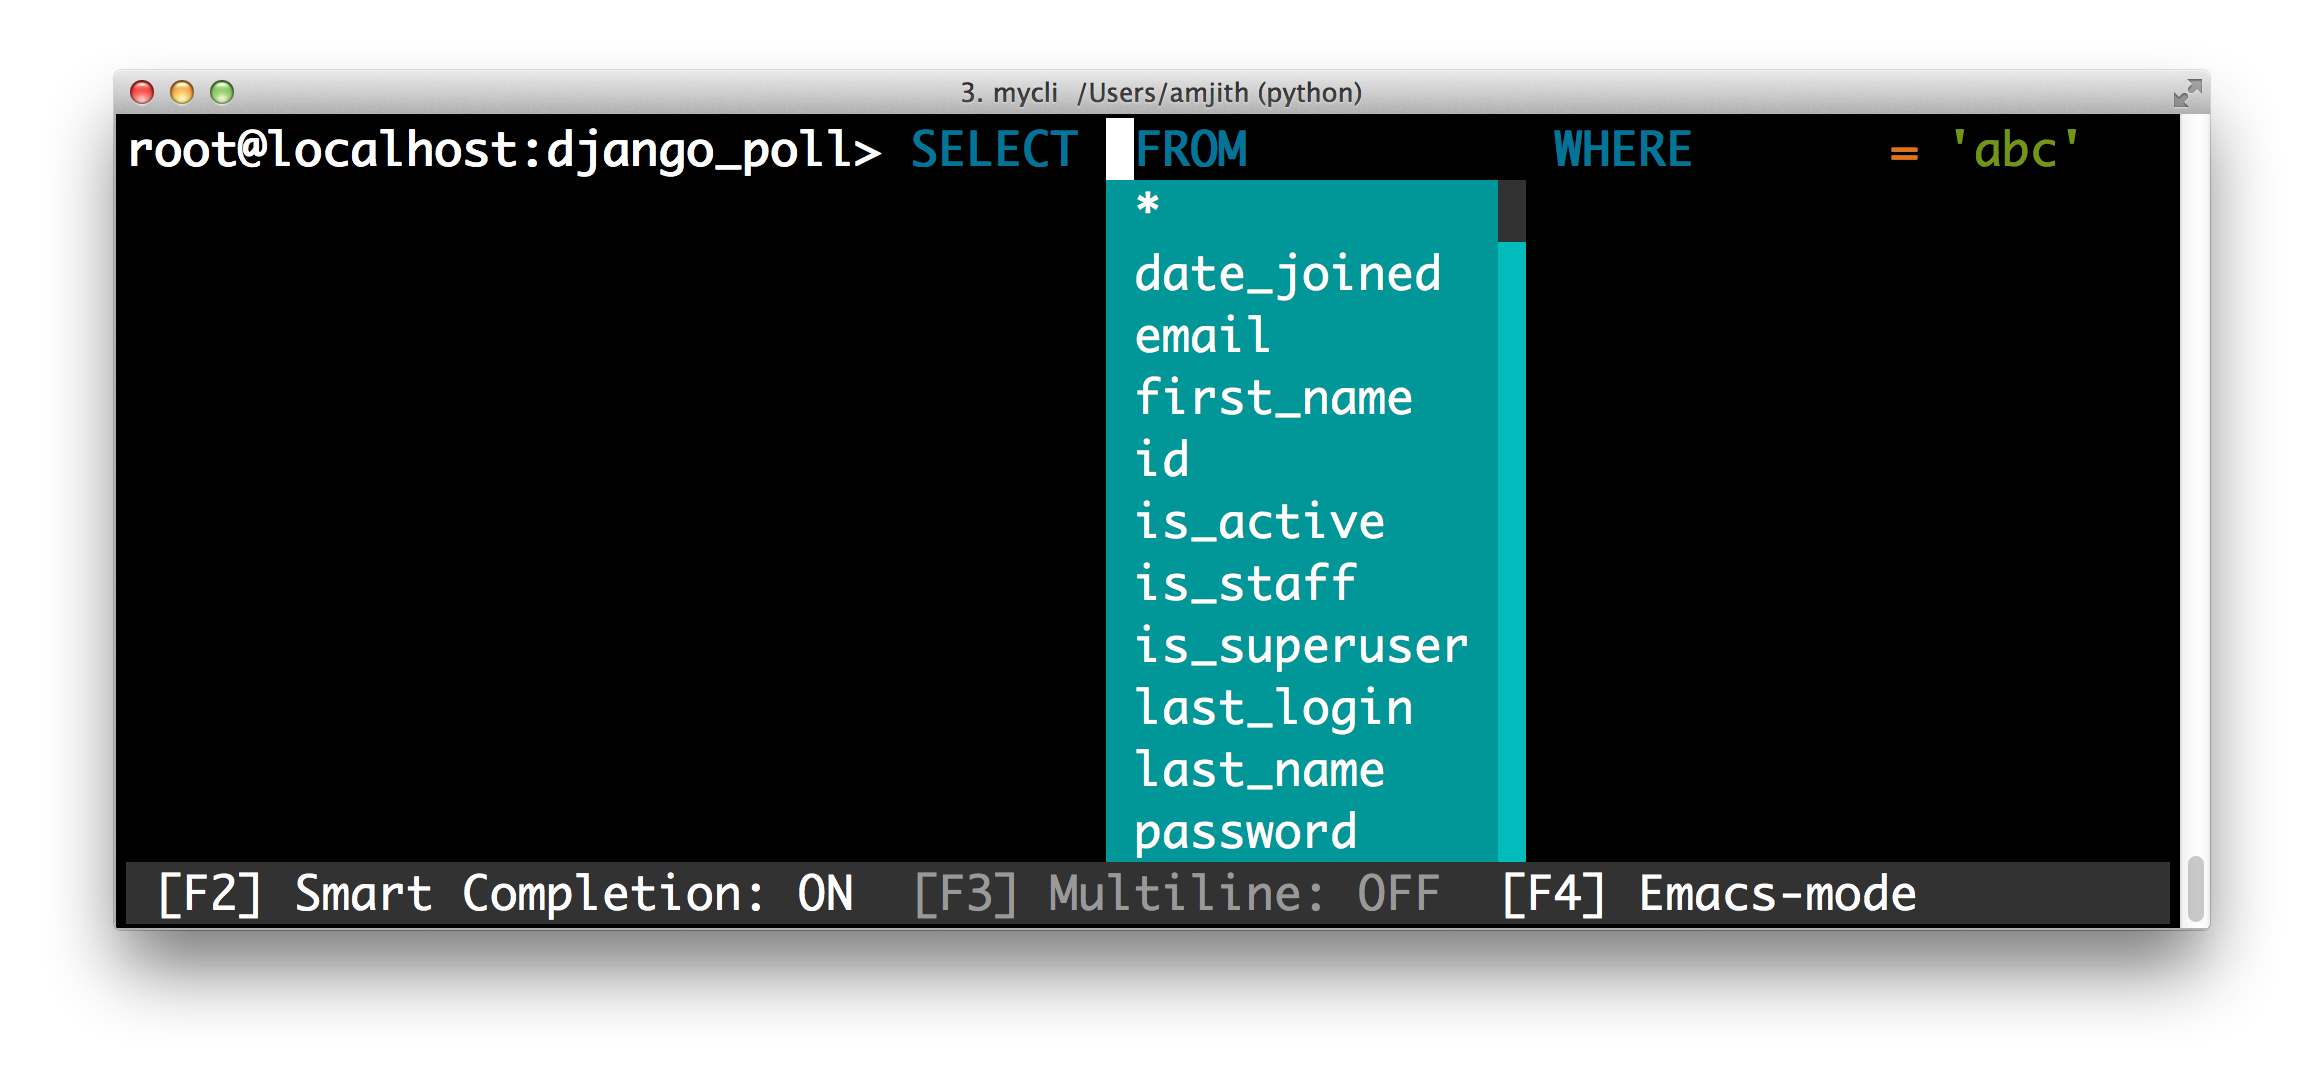 3. mycli  /Users/amjith (python)
root@localhost:django_poll> SELECT FROM WHERE = 'abc'
*
date_joined
email
first_name
id
is_active
is_staff
is_superuser
last_login
last_name
password
[F2] Smart Completion: ON  [F3] Multiline: OFF  [F4] Emacs-mode